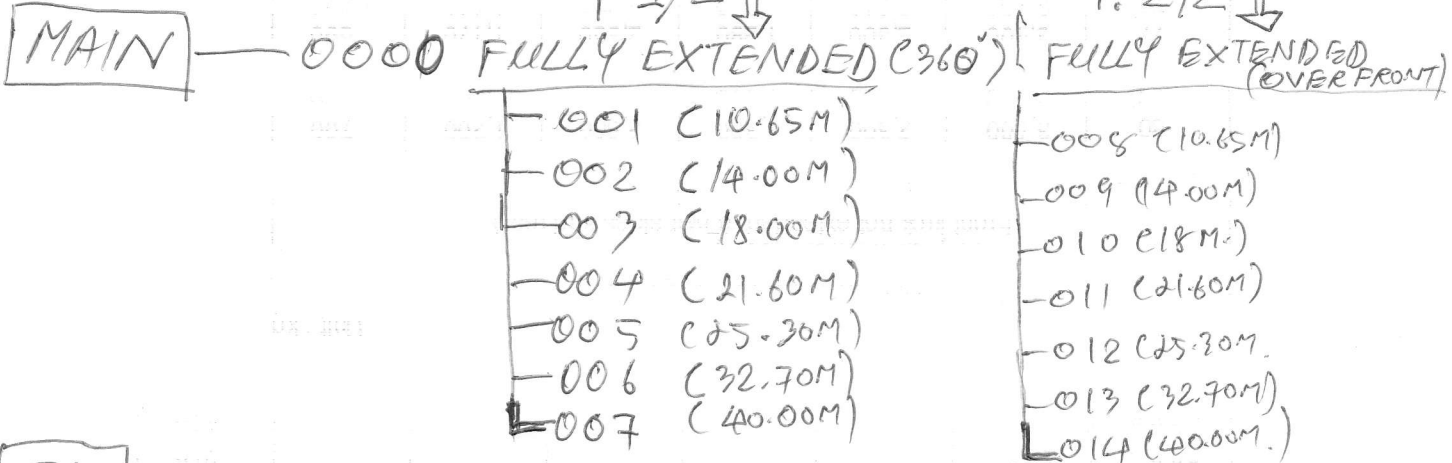 MAIN — 0000 FULLY EXTENDED (360°)
001 (10.65M)
002 (14.00M)
003 (18.00M)
004 (21.60M)
005 (25.30M)
006 (32.70M)
007 (40.00M)
FULLY EXTENDED
(OVER FRONT)
008 (10.65M)
009 (14.00M)
010 (18M.)
011 (21.60M)
012 (25.30M.
013 (32.70M)
014 (40.00M.)